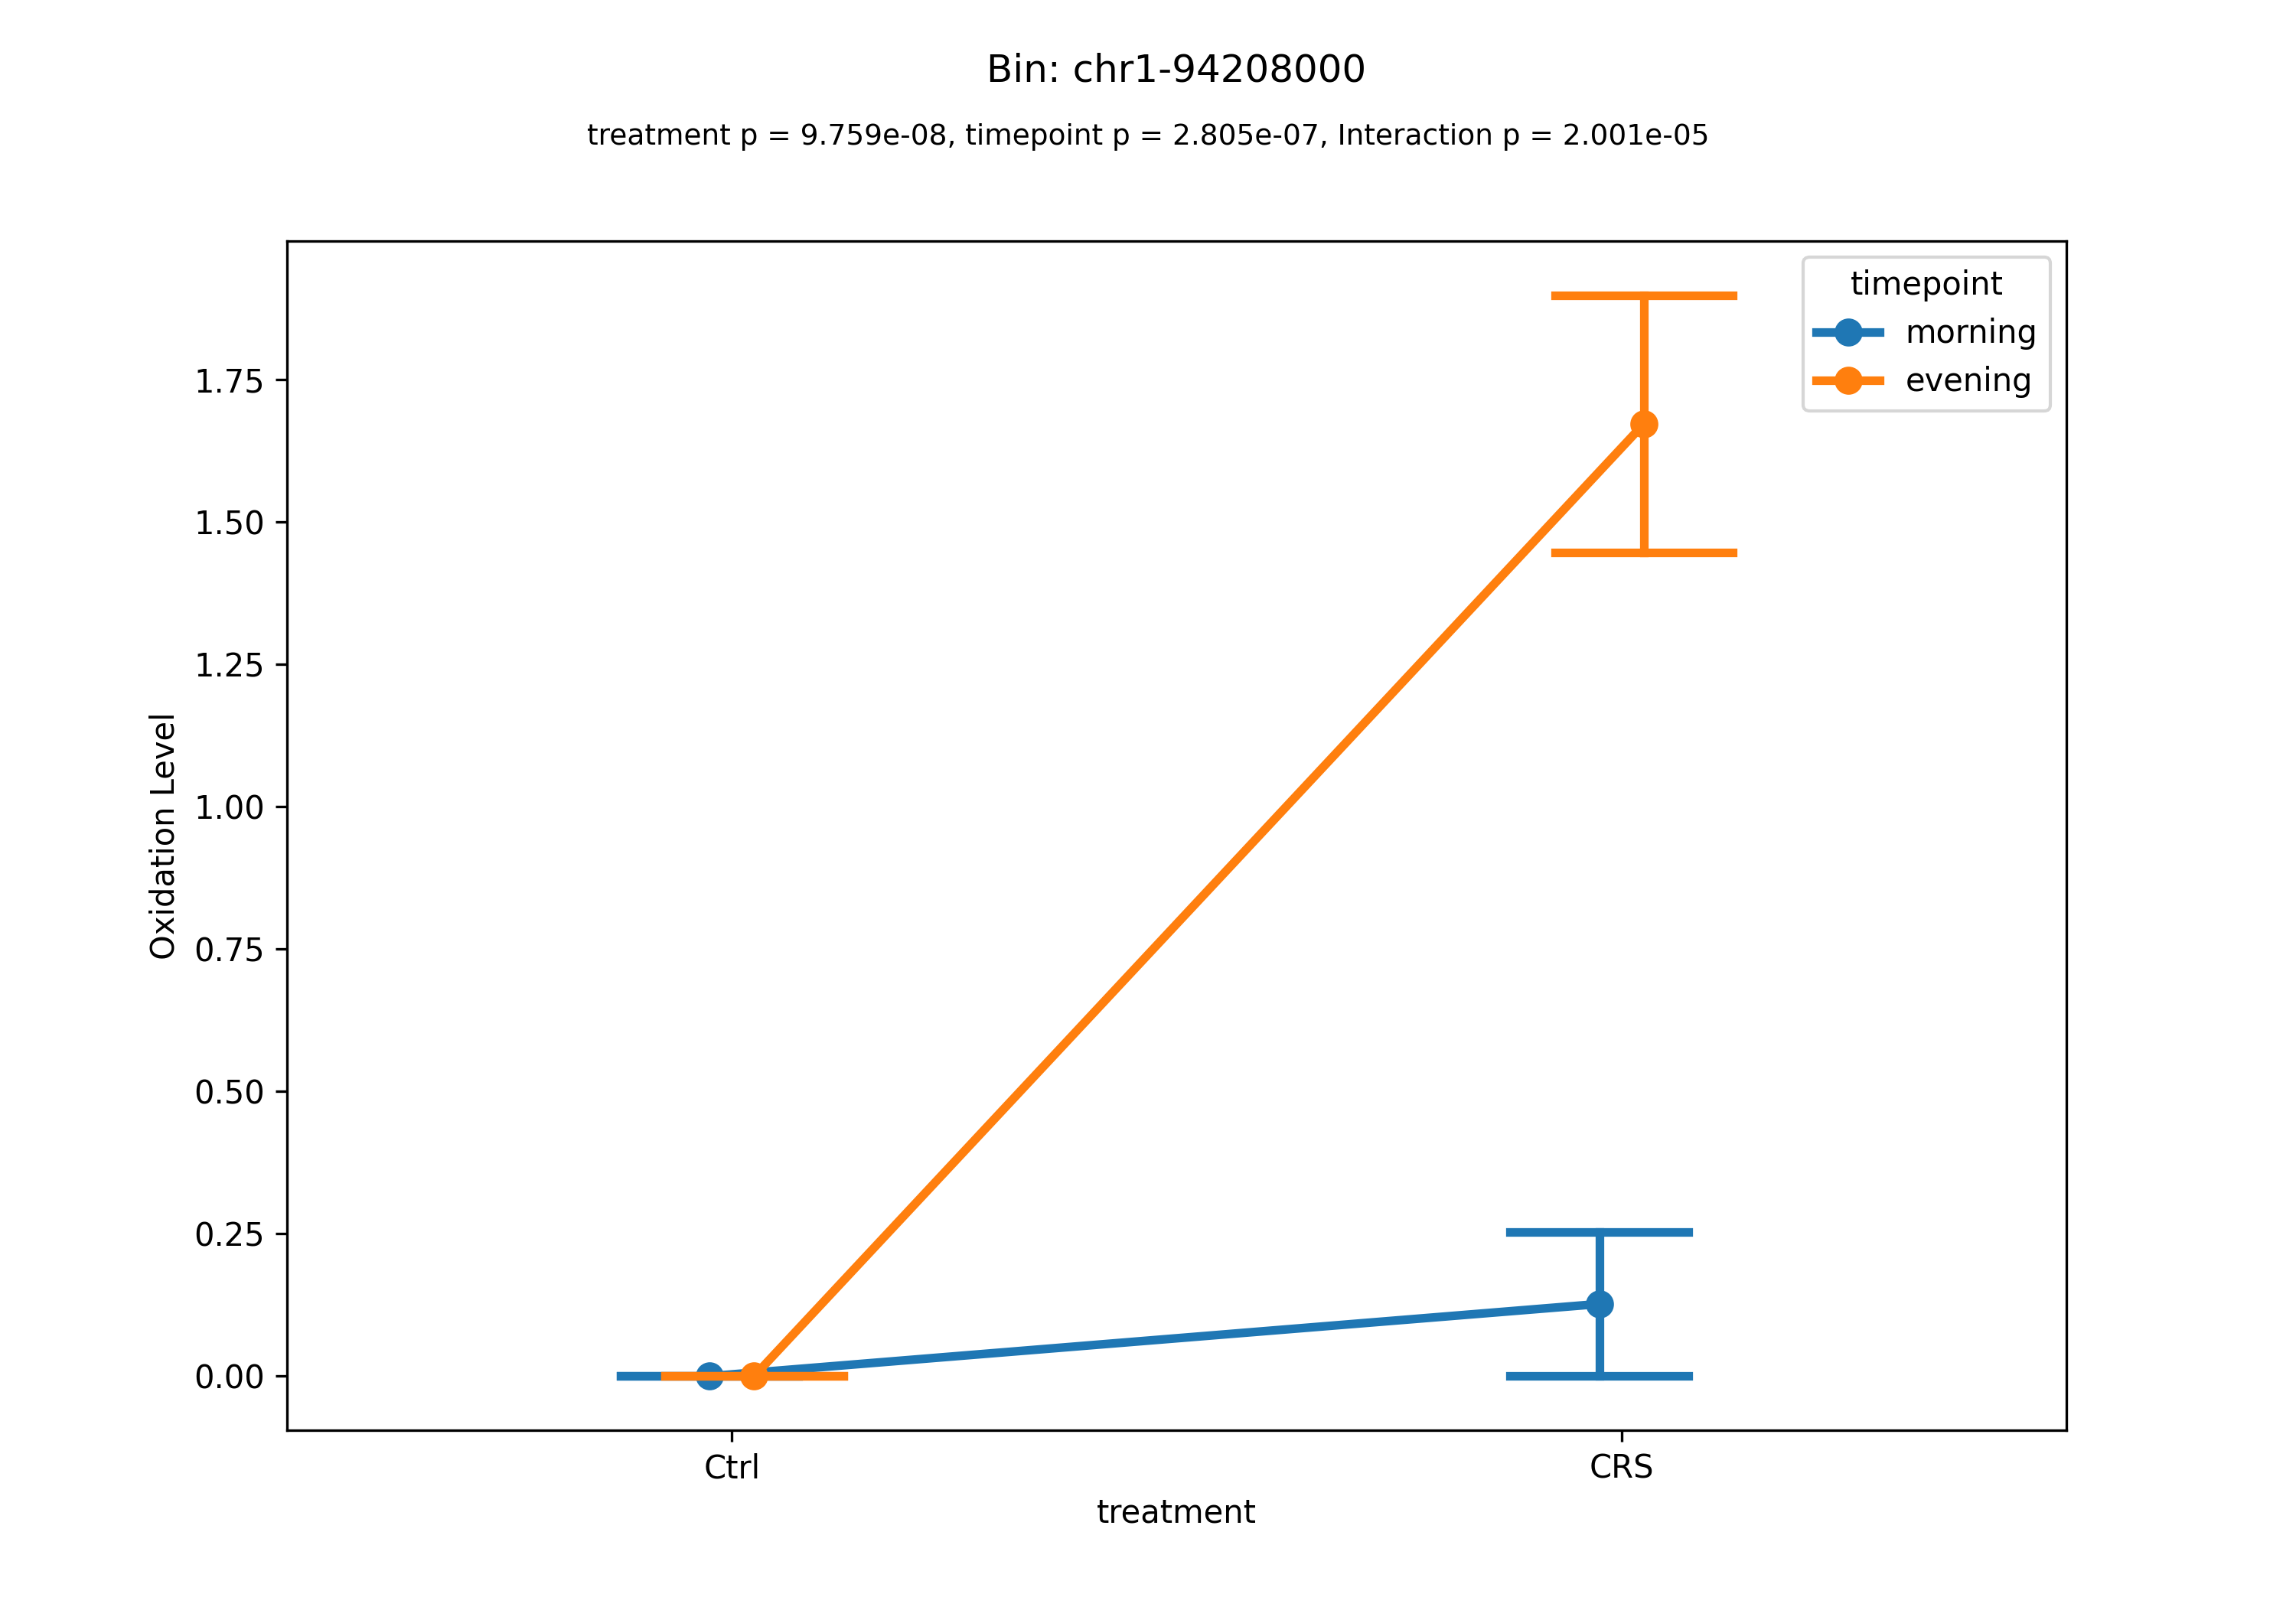 Bin: chr1-94208000
treatment p = 9.759e-08, timepoint p = 2.805e-07, Interaction p = 2.001e-05
timepoint
morning
evening
Oxidation Level
1.75
1.50
1.25
1.00
0.75
0.50
0.25
0.00
Ctrl
CRS
treatment